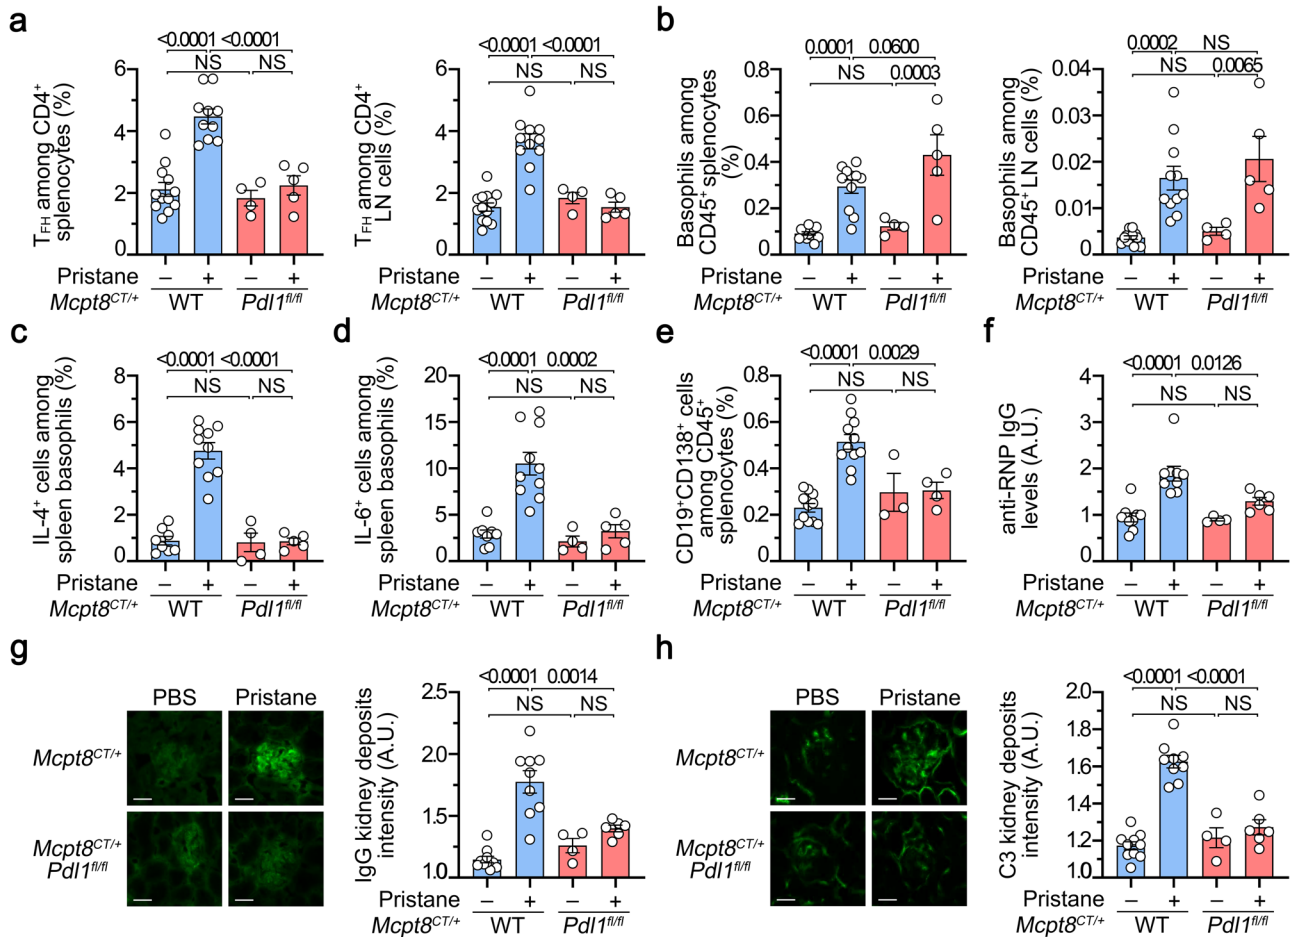 a
<0.0001 <0.0001
NS NS
TFH among CD4+
splenocytes (%)
6
4
2
0
Pristane − + − +
Mcpt8CT/+ WT Pdl1fl/fl
<0.0001 <0.0001
NS NS
TFH among CD4+
LN cells (%)
6
4
2
0
− + − +
WT Pdl1fl/fl
b
0.0001 0.0600
NS 0.0003
Basophils among
CD45+ splenocytes
(%)
0.8
0.6
0.4
0.2
0
Pristane − + − +
Mcpt8CT/+ WT Pdl1fl/fl
0.0002 NS
NS 0.0065
Basophils among
CD45+ LN cells (%)
0.04
0.03
0.02
0.01
0
− + − +
WT Pdl1fl/fl
c
<0.0001 <0.0001
NS NS
IL-4+ cells among
spleen basophils (%)
8
6
4
2
0
Pristane − + − +
Mcpt8CT/+ WT Pdl1fl/fl
d
<0.0001 0.0002
NS NS
IL-6+ cells among
spleen basophils (%)
20
15
10
5
0
− + − +
WT Pdl1fl/fl
e
<0.0001 0.0029
NS NS
CD19+CD138+ cells
among CD45+
splenocytes (%)
0.8
0.6
0.4
0.2
0
Pristane − + − +
Mcpt8CT/+ WT Pdl1fl/fl
f
<0.0001 0.0126
NS NS
anti-RNP IgG
levels (A.U.)
4
3
2
1
0
− + − +
WT Pdl1fl/fl
g
PBS Pristane
Mcpt8CT/+
Mcpt8CT/+
Pdl1fl/fl
<0.0001 0.0014
NS NS
IgG kidney deposits
intensity (A.U.)
2.5
2.0
1.5
1.0
Pristane − + − +
Mcpt8CT/+ WT Pdl1fl/fl
h
PBS Pristane
Mcpt8CT/+
Mcpt8CT/+
Pdl1fl/fl
<0.0001 <0.0001
NS NS
C3 kidney deposits
intensity (A.U.)
2.0
1.8
1.6
1.4
1.2
1.0
Pristane − + − +
Mcpt8CT/+ WT Pdl1fl/fl